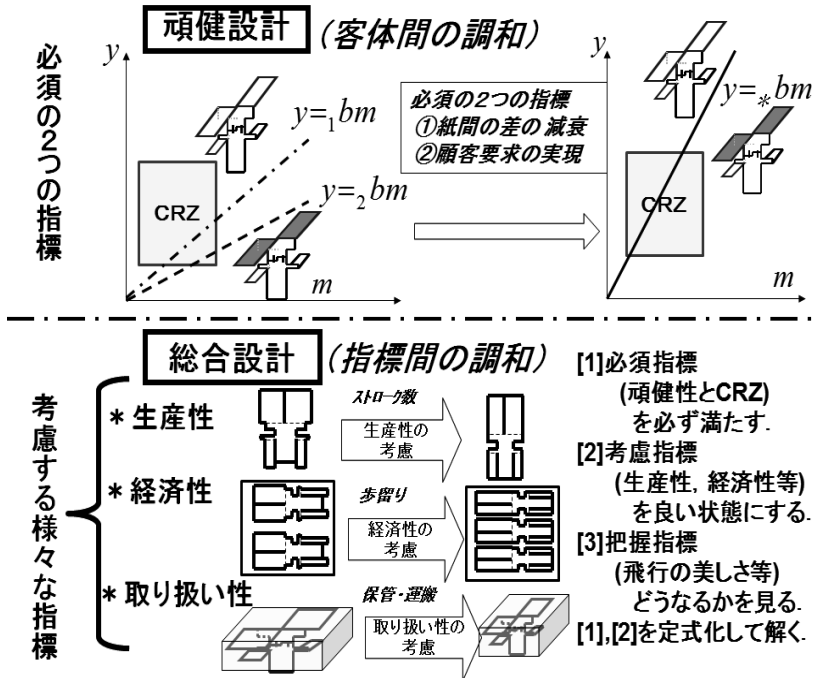 頑健設計 (客体間の調和)
必須の2つの指標
y
y=₁bm
y=₂bm
CRZ
m
必須の2つの指標
①紙間の差の減衰
②顧客要求の実現
y
y=*bm
CRZ
m
総合設計 (指標間の調和)
考慮する様々な指標
* 生産性
ストローク数
生産性の
考慮
* 経済性
歩留り
経済性の
考慮
* 取り扱い性
保管・運搬
取り扱い性の
考慮
[1]必須指標
(頑健性とCRZ)
を必ず満たす.
[2]考慮指標
(生産性, 経済性等)
を良い状態にする.
[3]把握指標
(飛行の美しさ等)
どうなるかを見る.
[1],[2]を定式化して解く.